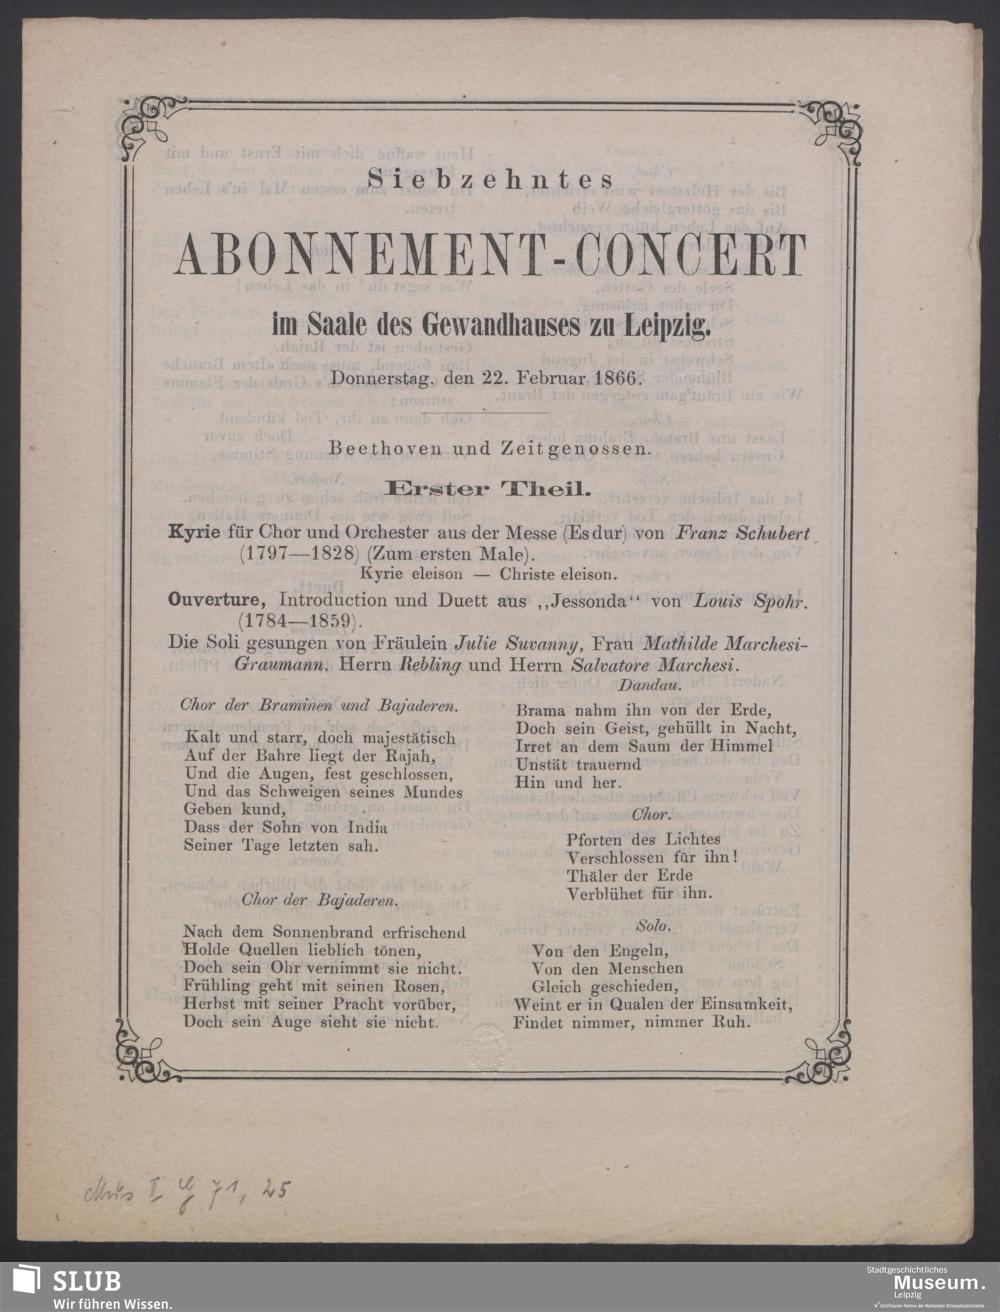 Siebzehntes
ABONNEMENT-CONCERT
im Saale des Gewandhauses zu Leipzig.
Donnerstag, den 22. Februar 1866.
Beethoven und Zeitgenossen.
Erster Theil.
Kyrie für Chor und Orchester aus der Messe (Es dur) von Franz Schubert
(1797—1828) (Zum ersten Male).
Kyrie eleison — Christe eleison.
Ouverture, Introduction und Duett aus „Jessonda“ von Louis Spohr.
(1784—1859).
Die Soli gesungen von Fräulein Julie Suvanny, Frau Mathilde Marchesi-
Graumann, Herrn Rebling und Herrn Salvatore Marchesi.
Chor der Braminen und Bajaderen.
Kalt und starr, doch majestätisch
Auf der Bahre liegt der Rajah,
Und die Augen, fest geschlossen,
Und das Schweigen seines Mundes
Geben kund,
Dass der Sohn von India
Seiner Tage letzten sah.
Chor der Bajaderen.
Nach dem Sonnenbrand erfrischend
Holde Quellen lieblich tönen,
Doch sein Ohr vernimmt sie nicht.
Frühling geht mit seinen Rosen,
Herbst mit seiner Pracht vorüber,
Doch sein Auge sieht sie nicht.
Dandau.
Brama nahm ihn von der Erde,
Doch sein Geist, gehüllt in Nacht,
Irret an dem Saum der Himmel
Unstät trauernd
Hin und her.
Chor.
Pforten des Lichtes
Verschlossen für ihn!
Thäler der Erde
Verblühet für ihn.
Solo.
Von den Engeln,
Von den Menschen
Gleich geschieden,
Weint er in Qualen der Einsamkeit,
Findet nimmer, nimmer Ruh.
Mus I G 71, 25
SLUB
Wir führen Wissen.
Stadtgeschichtliches
Museum.
Leipzig